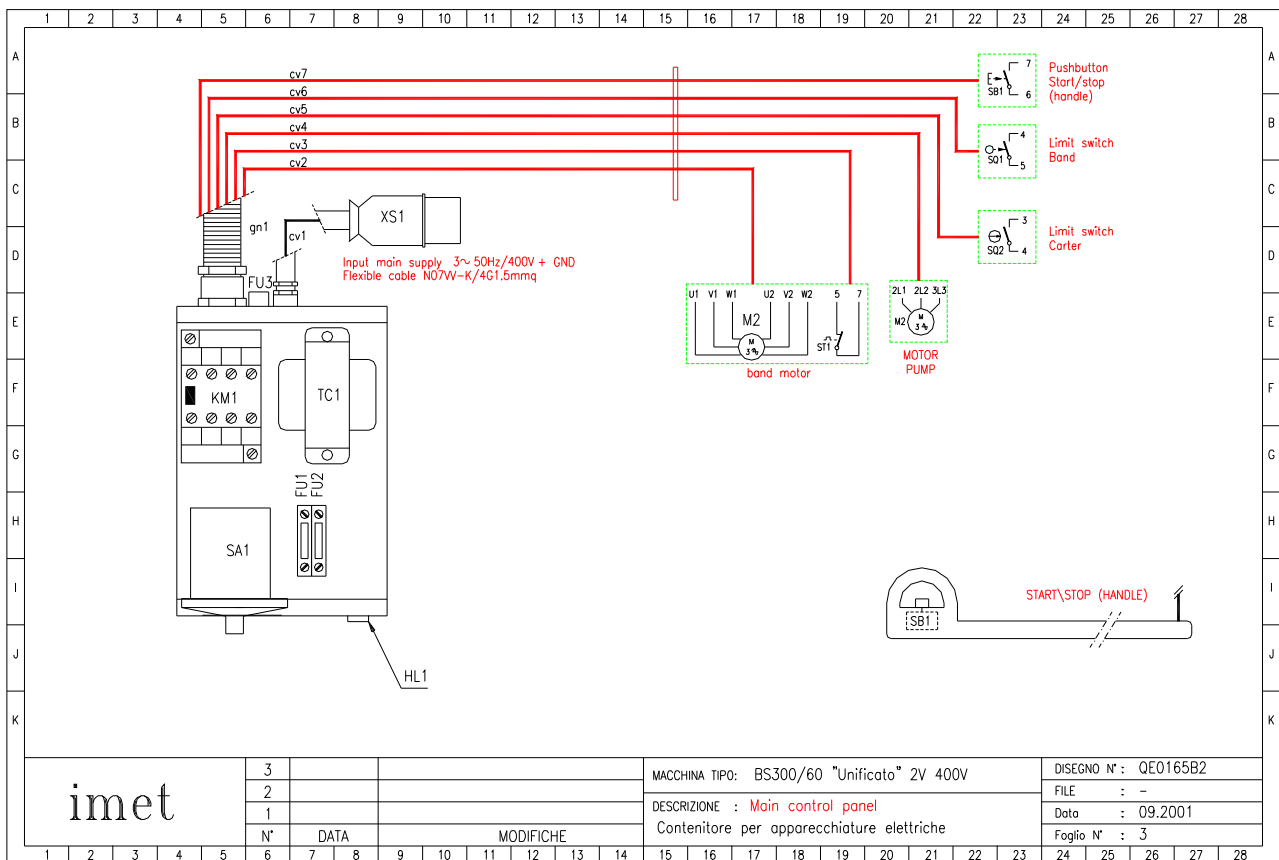 1 2 3 4 5 6 7 8 9 10 11 12 13 14 15 16 17 18 19 20 21 22 23 24 25 26 27 28
A A
B B
C C
D D
E E
F F
G G
H H
I I
J J
K K
cv7
cv6
cv5
cv4
cv3
cv2
gn1
cv1
XS1
Input main supply 3~ 50Hz/400V + GND
Flexible cable N07VV-K/4G1.5mmq
FU3
KM1
TC1
FU1
FU2
SA1
HL1
7
SB1 6
Pushbutton
Start/stop
(handle)
4
SQ1 5
Limit switch
Band
3
SQ2 4
Limit switch
Carter
U1 V1 W1 U2 V2 W2 5 7
M2
M
3~
ST1
band motor
2L1 2L2 3L3
M2
M
3~
MOTOR
PUMP
START\STOP (HANDLE)
SB1
imet
3
2
1
N° DATA MODIFICHE
MACCHINA TIPO: BS300/60 "Unificato" 2V 400V
DESCRIZIONE : Main control panel
Contenitore per apparecchiature elettriche
DISEGNO N° : QE0165B2
FILE : -
Data : 09.2001
Foglio N° : 3
1 2 3 4 5 6 7 8 9 10 11 12 13 14 15 16 17 18 19 20 21 22 23 24 25 26 27 28